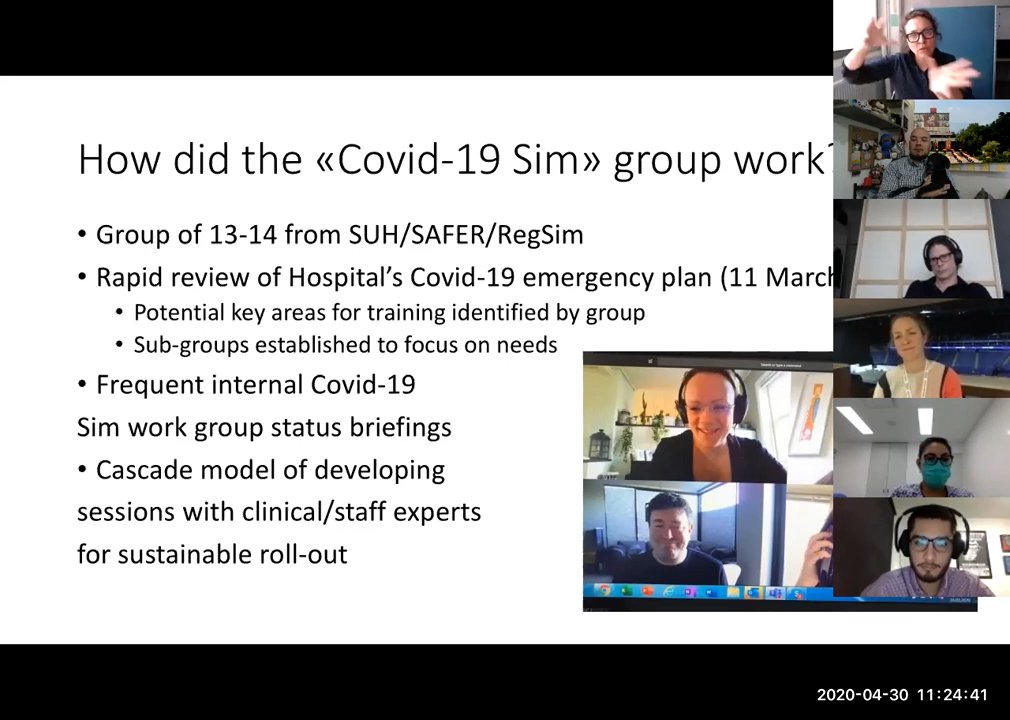 How did the «Covid-19 Sim» group work?
• Group of 13-14 from SUH/SAFER/RegSim
• Rapid review of Hospital's Covid-19 emergency plan (11 March
• Potential key areas for training identified by group
• Sub-groups established to focus on needs
• Frequent internal Covid-19
Sim work group status briefings
• Cascade model of developing
sessions with clinical/staff experts
for sustainable roll-out
2020-04-30 11:24:41